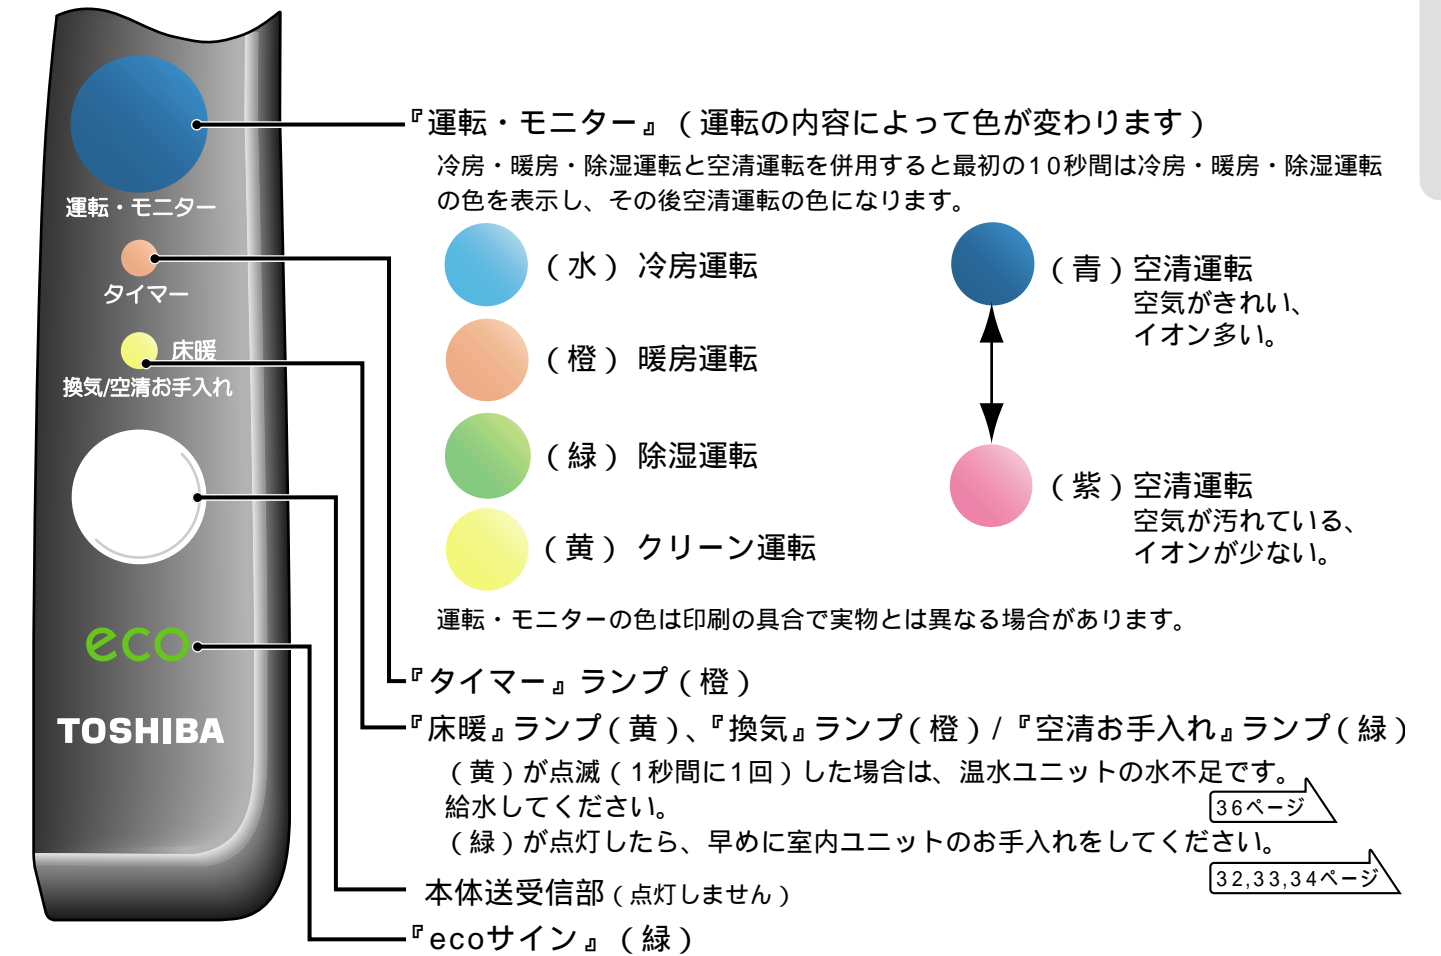 運転・モニター
タイマー
床暖
換気/空清お手入れ
eco
TOSHIBA
『運転・モニター』（運転の内容によって色が変わります）
冷房・暖房・除湿運転と空清運転を併用すると最初の10秒間は冷房・暖房・除湿運転
の色を表示し、その後空清運転の色になります。
（水）冷房運転
（橙）暖房運転
（緑）除湿運転
（黄）クリーン運転
（青）空清運転
空気がきれい、
イオン多い。
（紫）空清運転
空気が汚れている、
イオンが少ない。
運転・モニターの色は印刷の具合で実物とは異なる場合があります。
『タイマー』ランプ（橙）
『床暖』ランプ（黄）、『換気』ランプ（橙）/『空清お手入れ』ランプ（緑）
（黄）が点滅（1秒間に1回）した場合は、温水ユニットの水不足です。
給水してください。
36ページ
（緑）が点灯したら、早めに室内ユニットのお手入れをしてください。
32,33,34ページ
本体送受信部（点灯しません）
『ecoサイン』（緑）